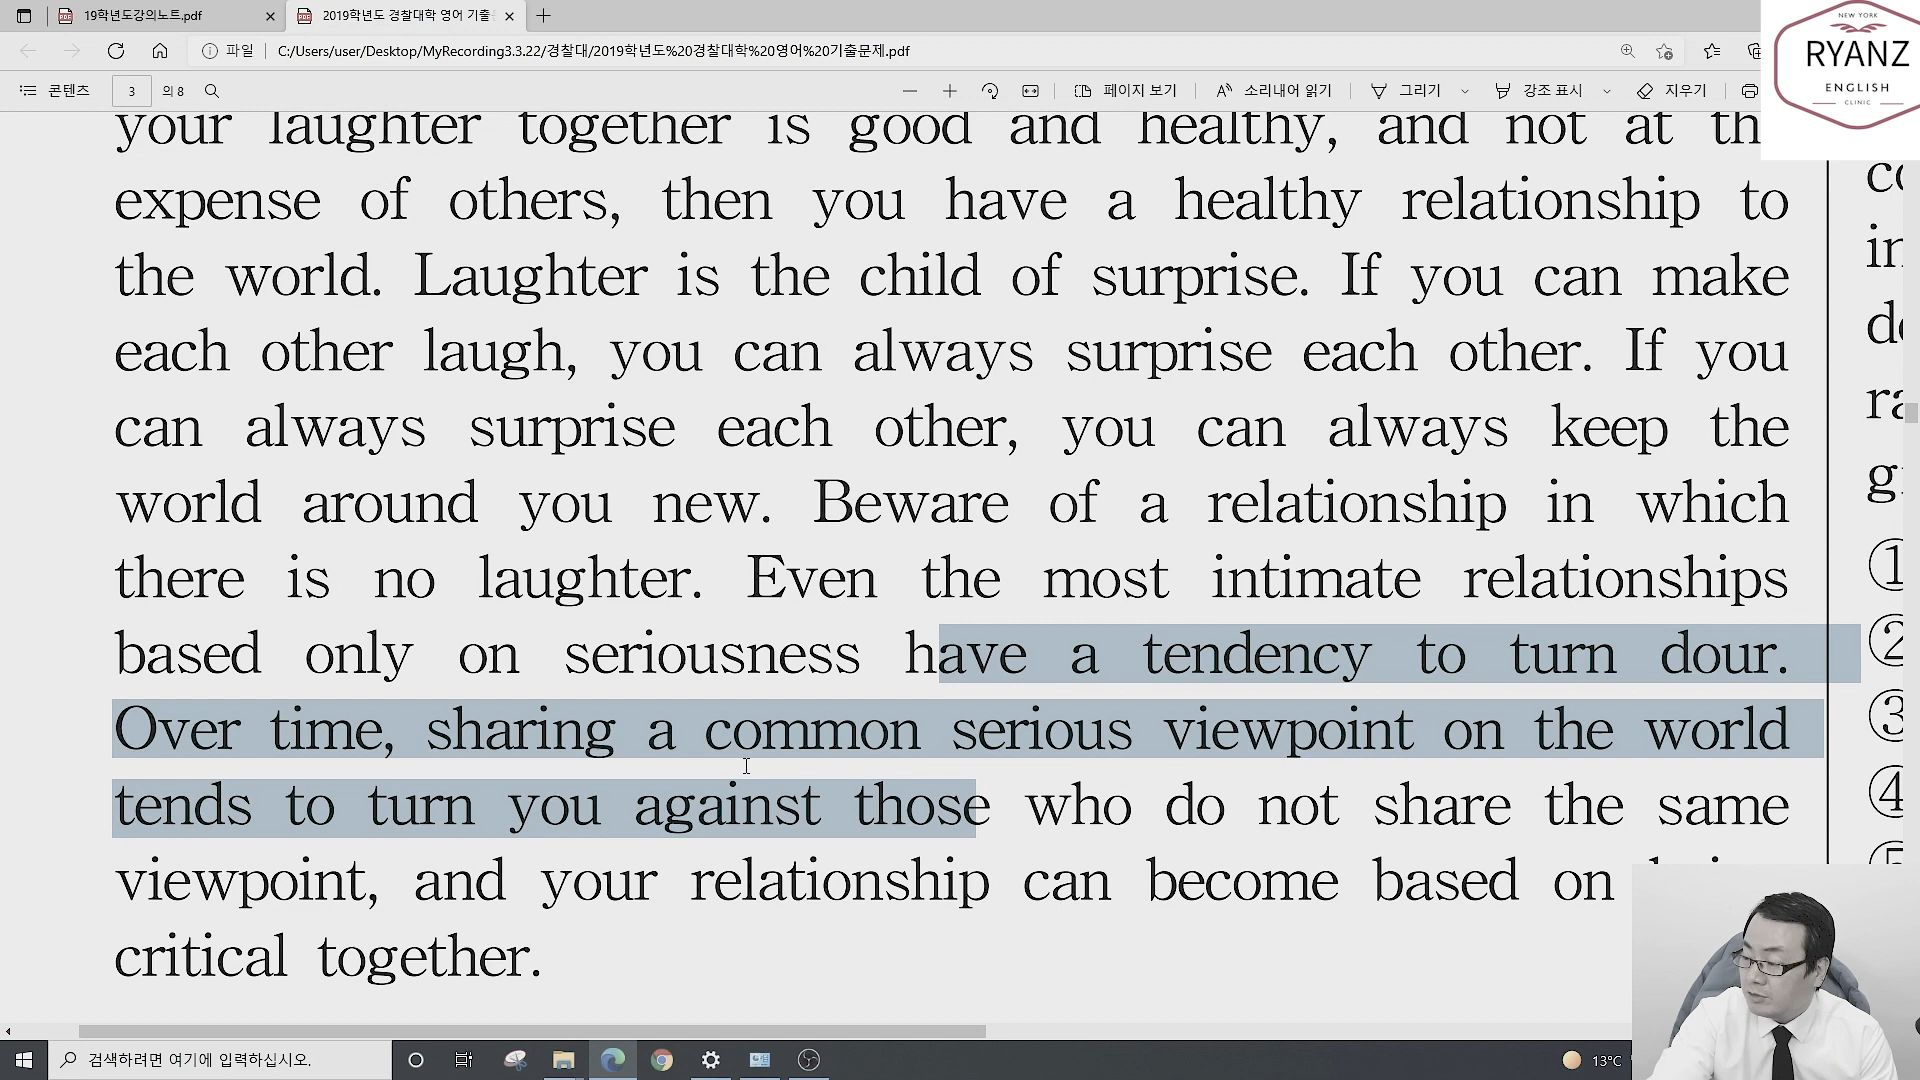 19학년도강의노트.pdf
2019학년도 경찰대학 영어 기출
파일
C:/Users/user/Desktop/MyRecording3.3.22/경찰대/2019학년도%20경찰대학%20영어%20기출문제.pdf
콘텐츠
3
의 8
페이지 보기
소리내어 읽기
그리기
강조 표시
지우기
NEW YORK
RYANZ
ENGLISH
CLINIC
your laughter together is good and healthy, and not at th
expense of others, then you have a healthy relationship to
the world. Laughter is the child of surprise. If you can make
each other laugh, you can always surprise each other. If you
can always surprise each other, you can always keep the
world around you new. Beware of a relationship in which
there is no laughter. Even the most intimate relationships
based only on seriousness have a tendency to turn dour.
Over time, sharing a common serious viewpoint on the world
tends to turn you against those who do not share the same
viewpoint, and your relationship can become based on
critical together.
①
②
③
④
검색하려면 여기에 입력하십시오.
13°C